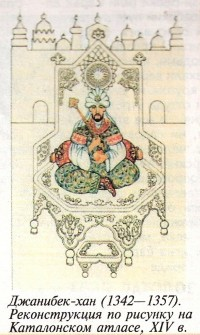 Джанибек-хан (1342—1357).
Реконструкция по рисунку на
Каталонском атласе, XIV в.